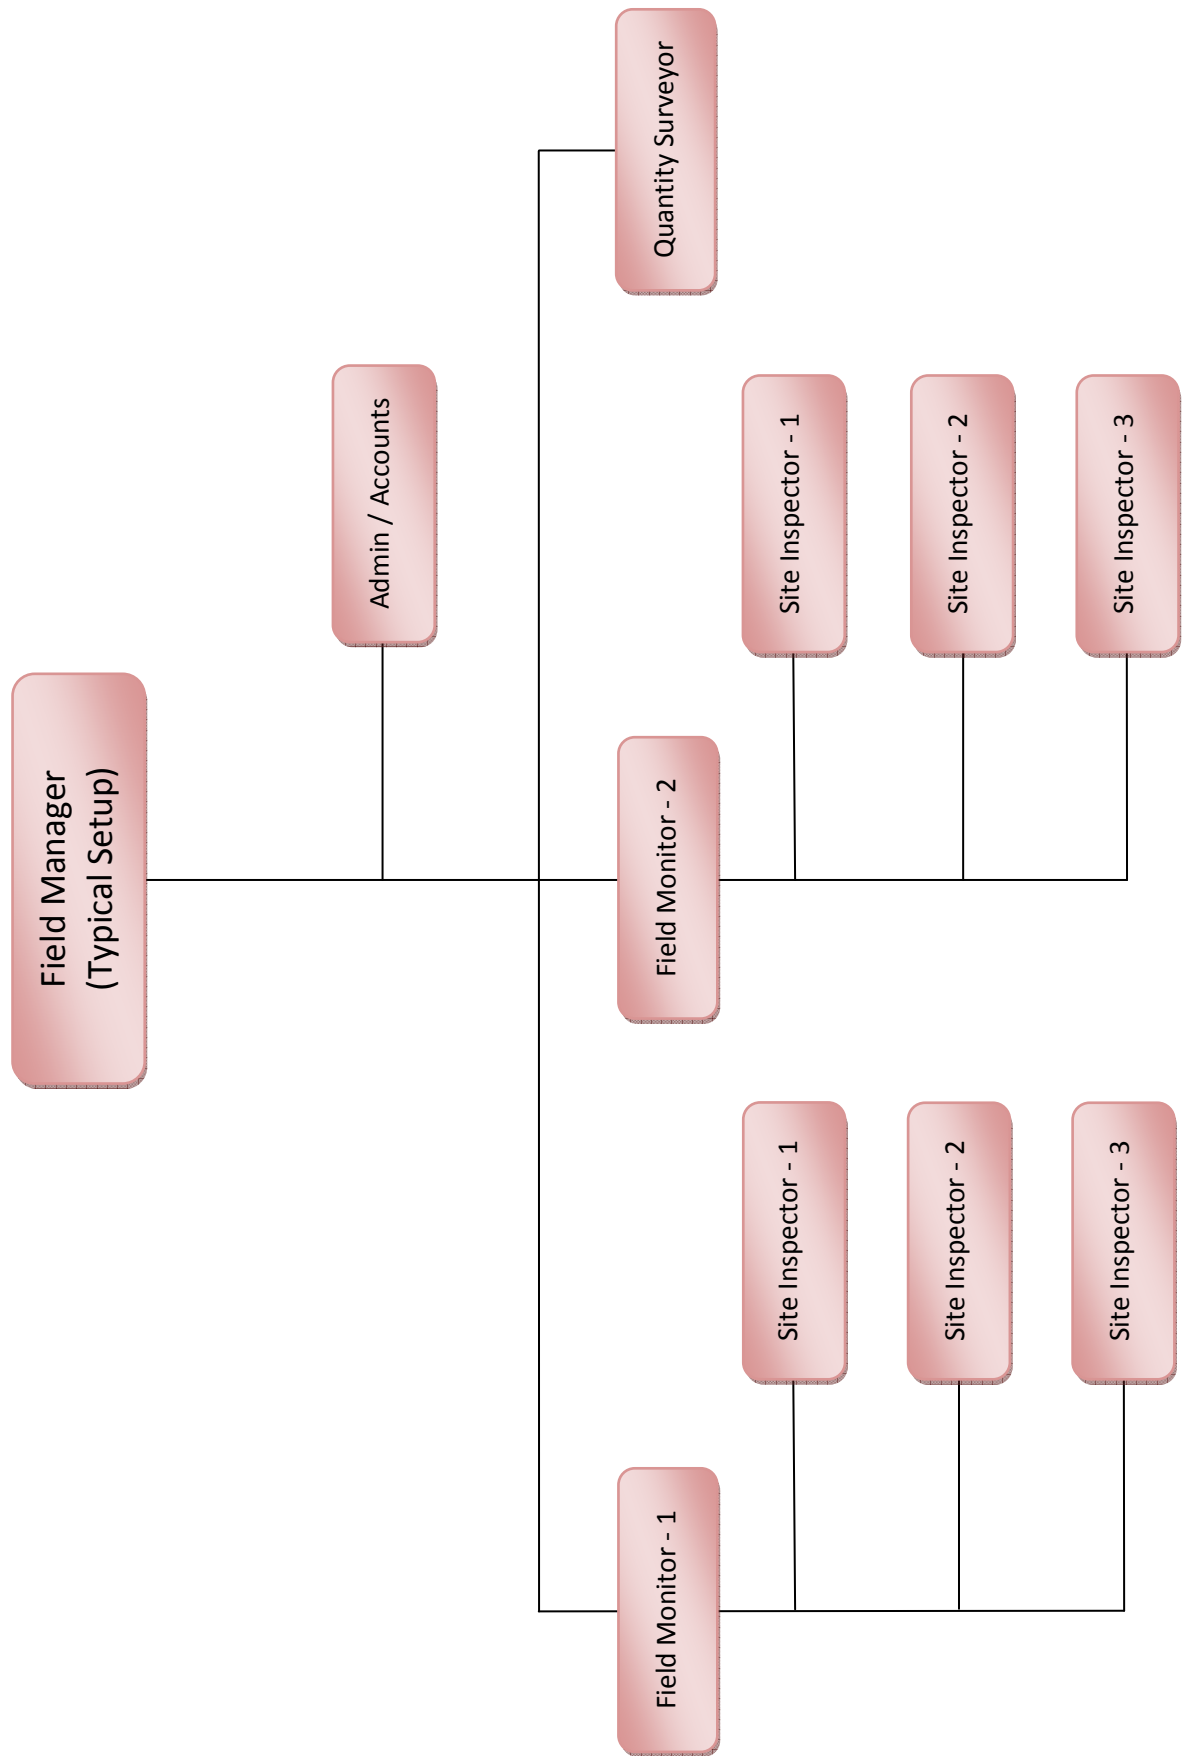 Field Manager
(Typical Setup)
Admin / Accounts
Field Monitor - 1
Field Monitor - 2
Quantity Surveyor
Site Inspector - 1
Site Inspector - 1
Site Inspector - 2
Site Inspector - 2
Site Inspector - 3
Site Inspector - 3